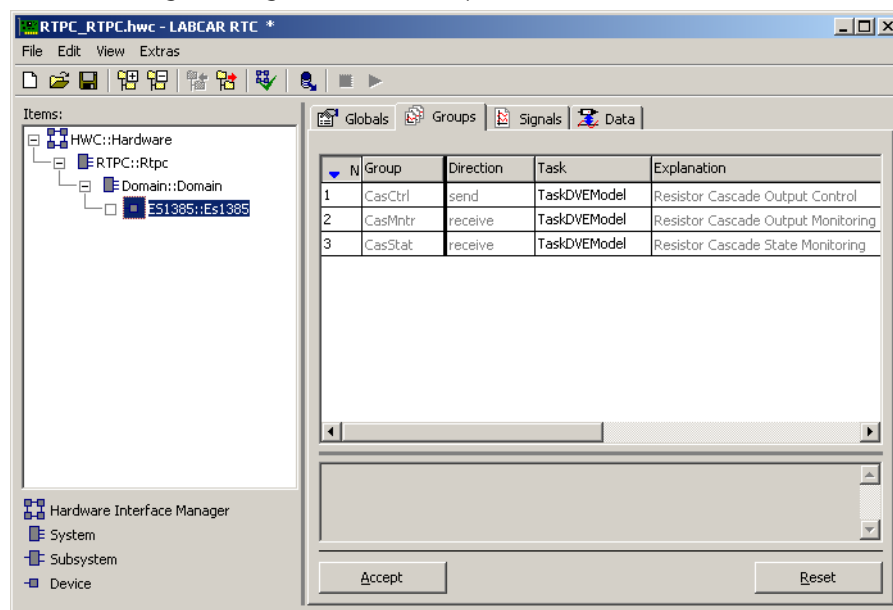 RTPC_RTPC.hwc - LABCAR RTC *
File Edit View Extras
Items:
HWC::Hardware
RTPC::Rtpc
Domain::Domain
ES1385::Es1385
Hardware Interface Manager
System
Subsystem
Device
Globals Groups Signals Data
N Group Direction Task Explanation
1 CasCtrl send TaskDVEModel Resistor Cascade Output Control
2 CasMntr receive TaskDVEModel Resistor Cascade Output Monitoring
3 CasStat receive TaskDVEModel Resistor Cascade State Monitoring
Accept Reset